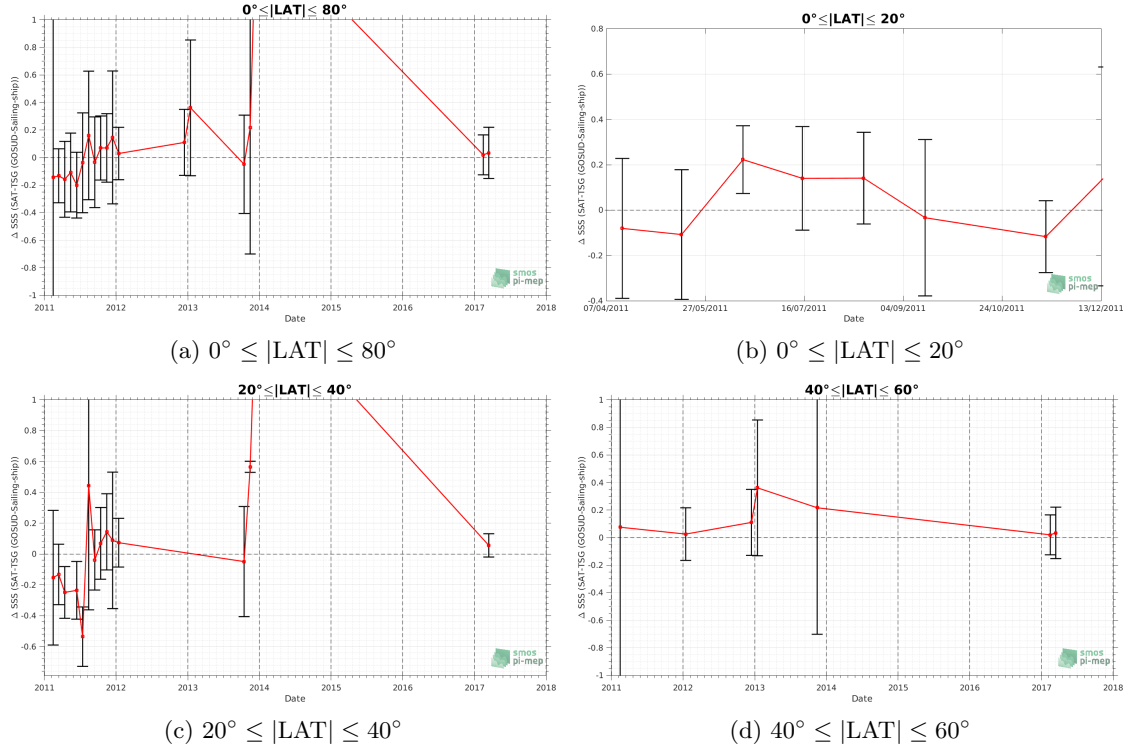 0°≤|LAT|≤ 80°
Δ SSS (SAT-TSG (GOSUD-Sailing-ship))
1
0.8
0.6
0.4
0.2
0
-0.2
-0.4
-0.6
-0.8
-1
2011 2012 2013 2014 2015 2016 2017 2018
Date
smos
pi-mep
(a) 0° ≤ |LAT| ≤ 80°
0°≤|LAT|≤ 20°
Δ SSS (SAT-TSG (GOSUD-Sailing-ship))
0.8
0.6
0.4
0.2
0
-0.2
-0.4
07/04/2011 27/05/2011 16/07/2011 04/09/2011 24/10/2011 13/12/2011
Date
smos
pi-mep
(b) 0° ≤ |LAT| ≤ 20°
20°≤|LAT|≤ 40°
Δ SSS (SAT-TSG (GOSUD-Sailing-ship))
1
0.8
0.6
0.4
0.2
0
-0.2
-0.4
-0.6
2011 2012 2013 2014 2015 2016 2017 2018
Date
smos
pi-mep
(c) 20° ≤ |LAT| ≤ 40°
40°≤|LAT|≤ 60°
Δ SSS (SAT-TSG (GOSUD-Sailing-ship))
1
0.8
0.6
0.4
0.2
0
-0.2
-0.4
-0.6
-0.8
-1
2011 2012 2013 2014 2015 2016 2017 2018
Date
smos
pi-mep
(d) 40° ≤ |LAT| ≤ 60°